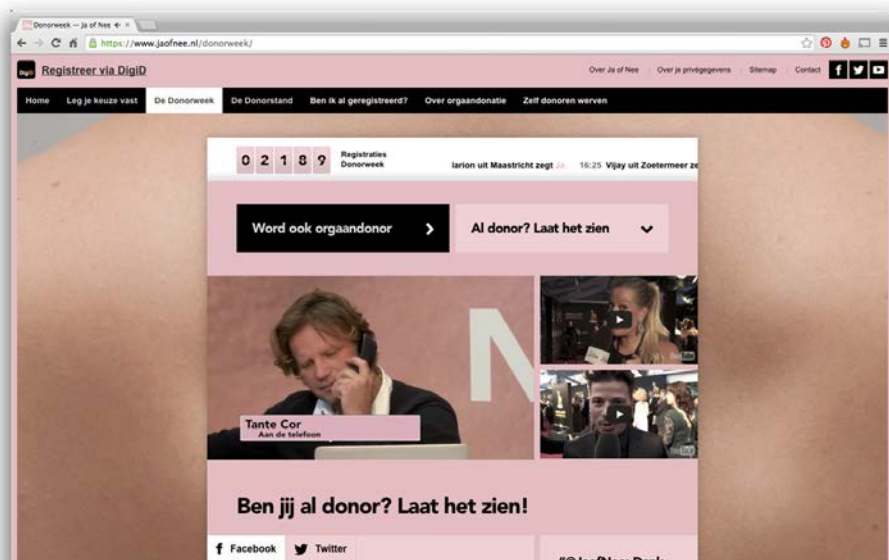 Donorweek — Ja of Nee
https://www.jaofnee.nl/donorweek/
Registreer via DigiD
Over Ja of Nee
Over je privégegevens
Sitemap
Contact
Home
Leg je keuze vast
De Donorweek
De Donorstand
Ben ik al geregistreerd?
Over orgaandonatie
Zelf donoren werven
0 2 1 8 9
Registraties
Donorweek
larion uit Maastricht zegt Ja.
16:25 Vijay uit Zoetermeer ze
Word ook orgaandonor
Al donor? Laat het zien
N
Tante Cor
Aan de telefoon
YouTube
YouTube
Ben jij al donor? Laat het zien!
Facebook
Twitter